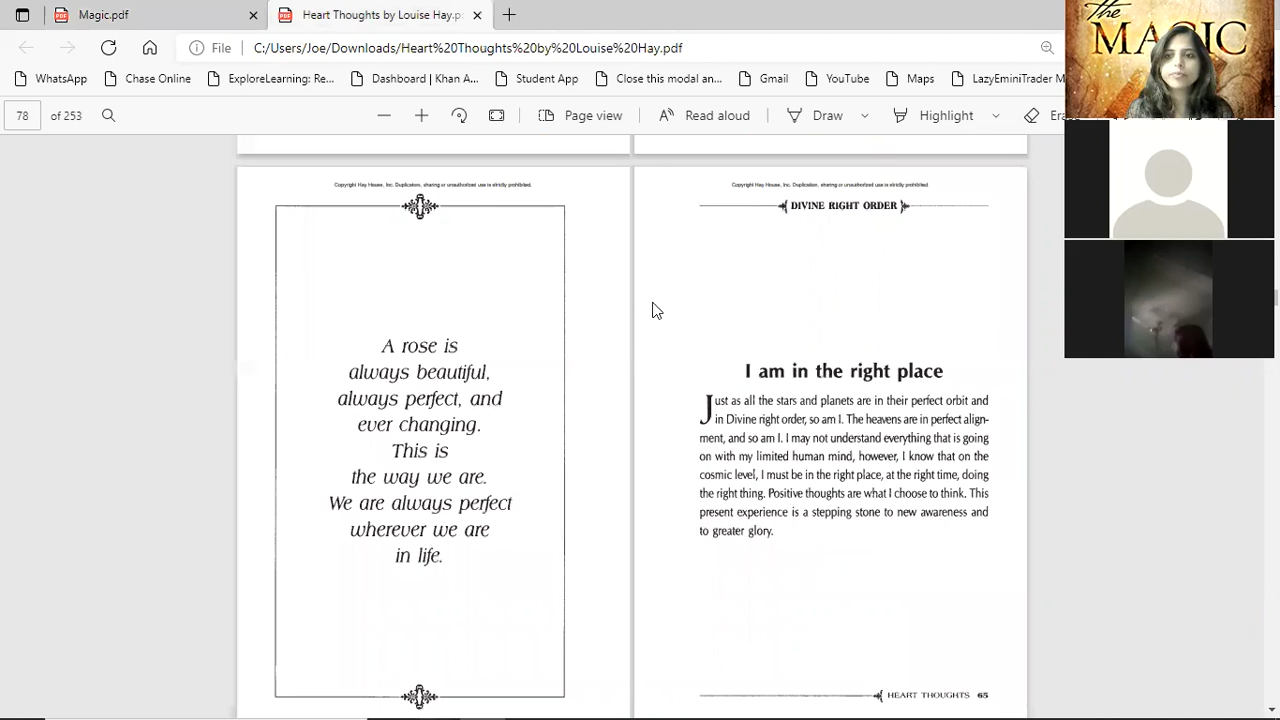 Magic.pdf
Heart Thoughts by Louise Hay.p
File C:/Users/Joe/Downloads/Heart%20Thoughts%20by%20Louise%20Hay.pdf
WhatsApp Chase Online ExploreLearning: Re... Dashboard | Khan A... Student App Close this modal an... Gmail YouTube Maps LazyEminiTrader M
78 of 253 Page view Read aloud Draw Highlight Era
The
MAGIC
Copyright Hay House, Inc. Duplication, sharing or unauthorized use is strictly prohibited.
A rose is
always beautiful,
always perfect, and
ever changing.
This is
the way we are.
We are always perfect
wherever we are
in life.
Copyright Hay House, Inc. Duplication, sharing or unauthorized use is strictly prohibited.
DIVINE RIGHT ORDER
I am in the right place
Just as all the stars and planets are in their perfect orbit and
in Divine right order, so am I. The heavens are in perfect align-
ment, and so am I. I may not understand everything that is going
on with my limited human mind, however, I know that on the
cosmic level, I must be in the right place, at the right time, doing
the right thing. Positive thoughts are what I choose to think. This
present experience is a stepping stone to new awareness and
to greater glory.
HEART THOUGHTS 65